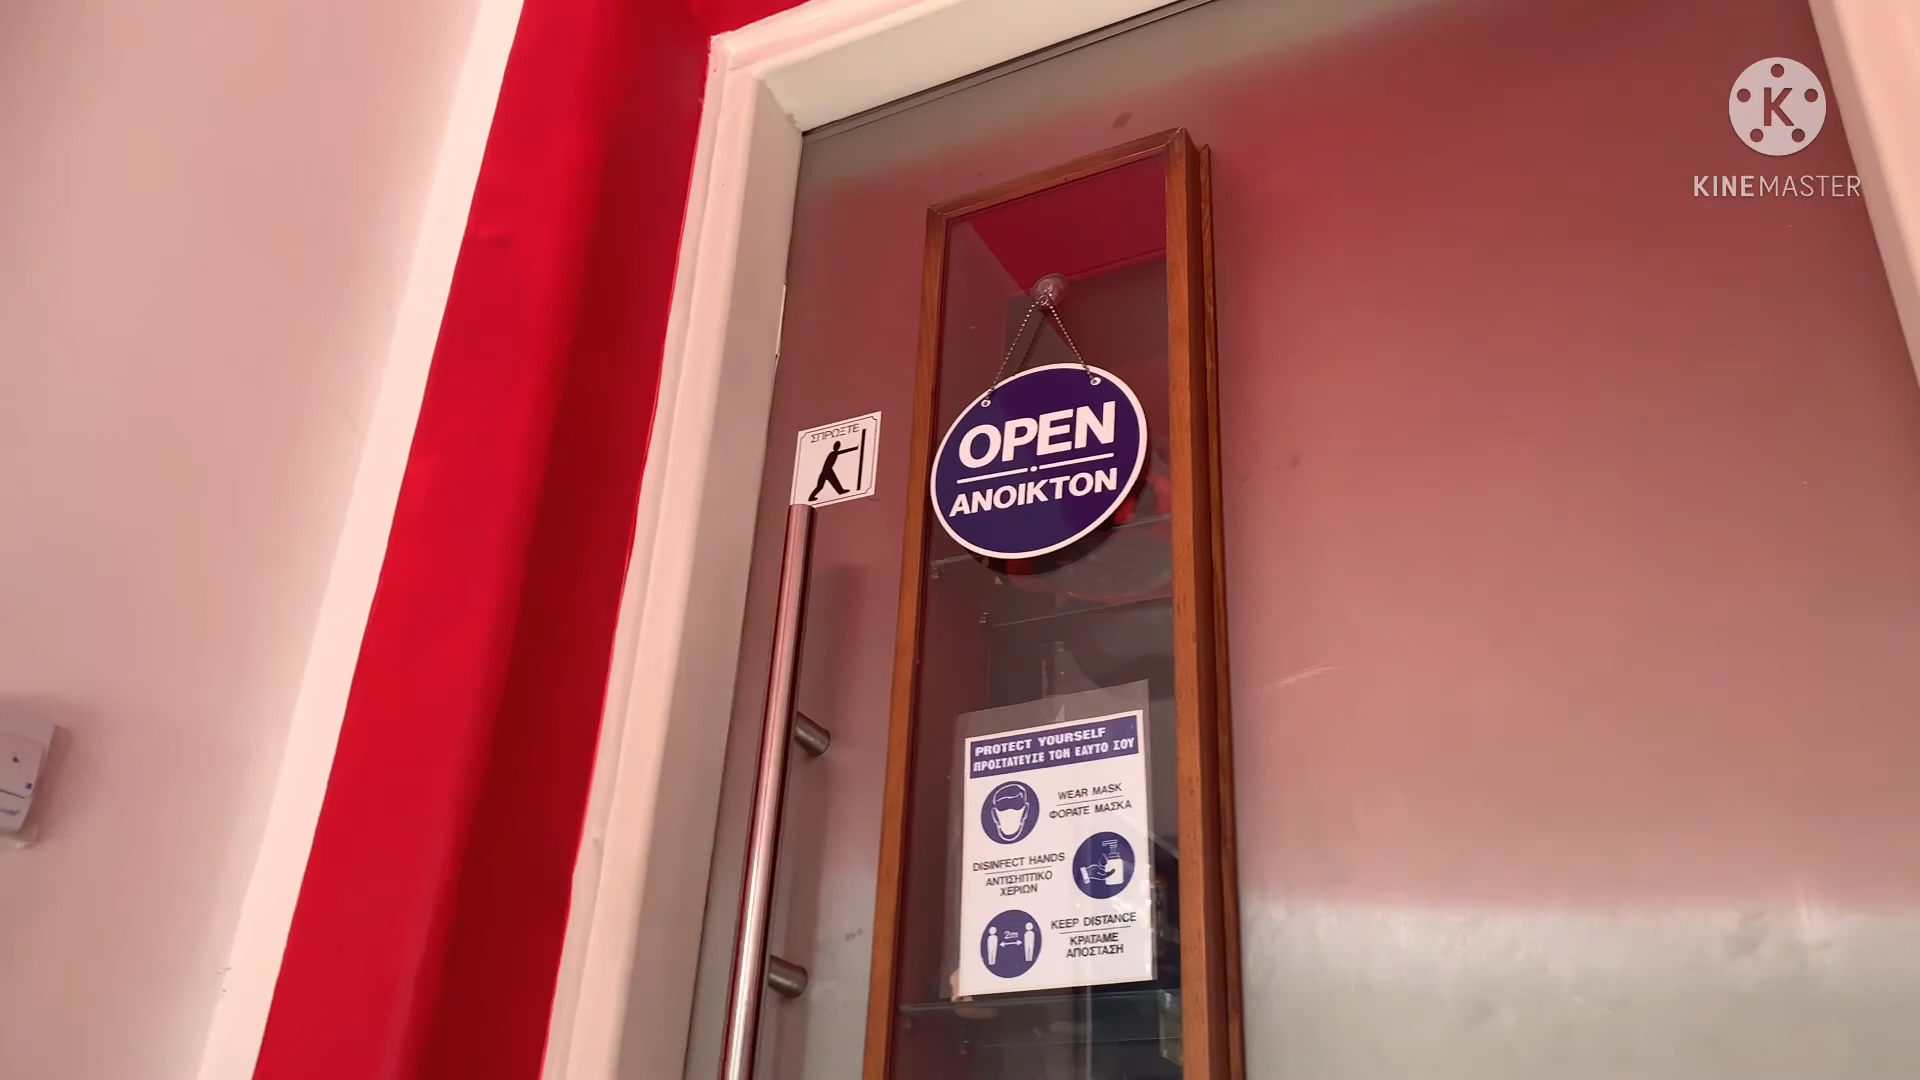 KINEMASTER
ΣΠΡΩΞΤΕ
OPEN
ΑΝΟΙΚΤΟΝ
PROTECT YOURSELF
ΠΡΟΣΤΑΤΕΥΣΕ ΤΟΝ ΕΑΥΤΟ ΣΟΥ
WEAR MASK
ΦΟΡΑΤΕ ΜΑΣΚΑ
DISINFECT HANDS
ΑΝΤΙΣΗΠΤΙΚΟ
ΧΕΡΙΩΝ
2m
KEEP DISTANCE
ΚΡΑΤΑΜΕ
ΑΠΟΣΤΑΣΗ